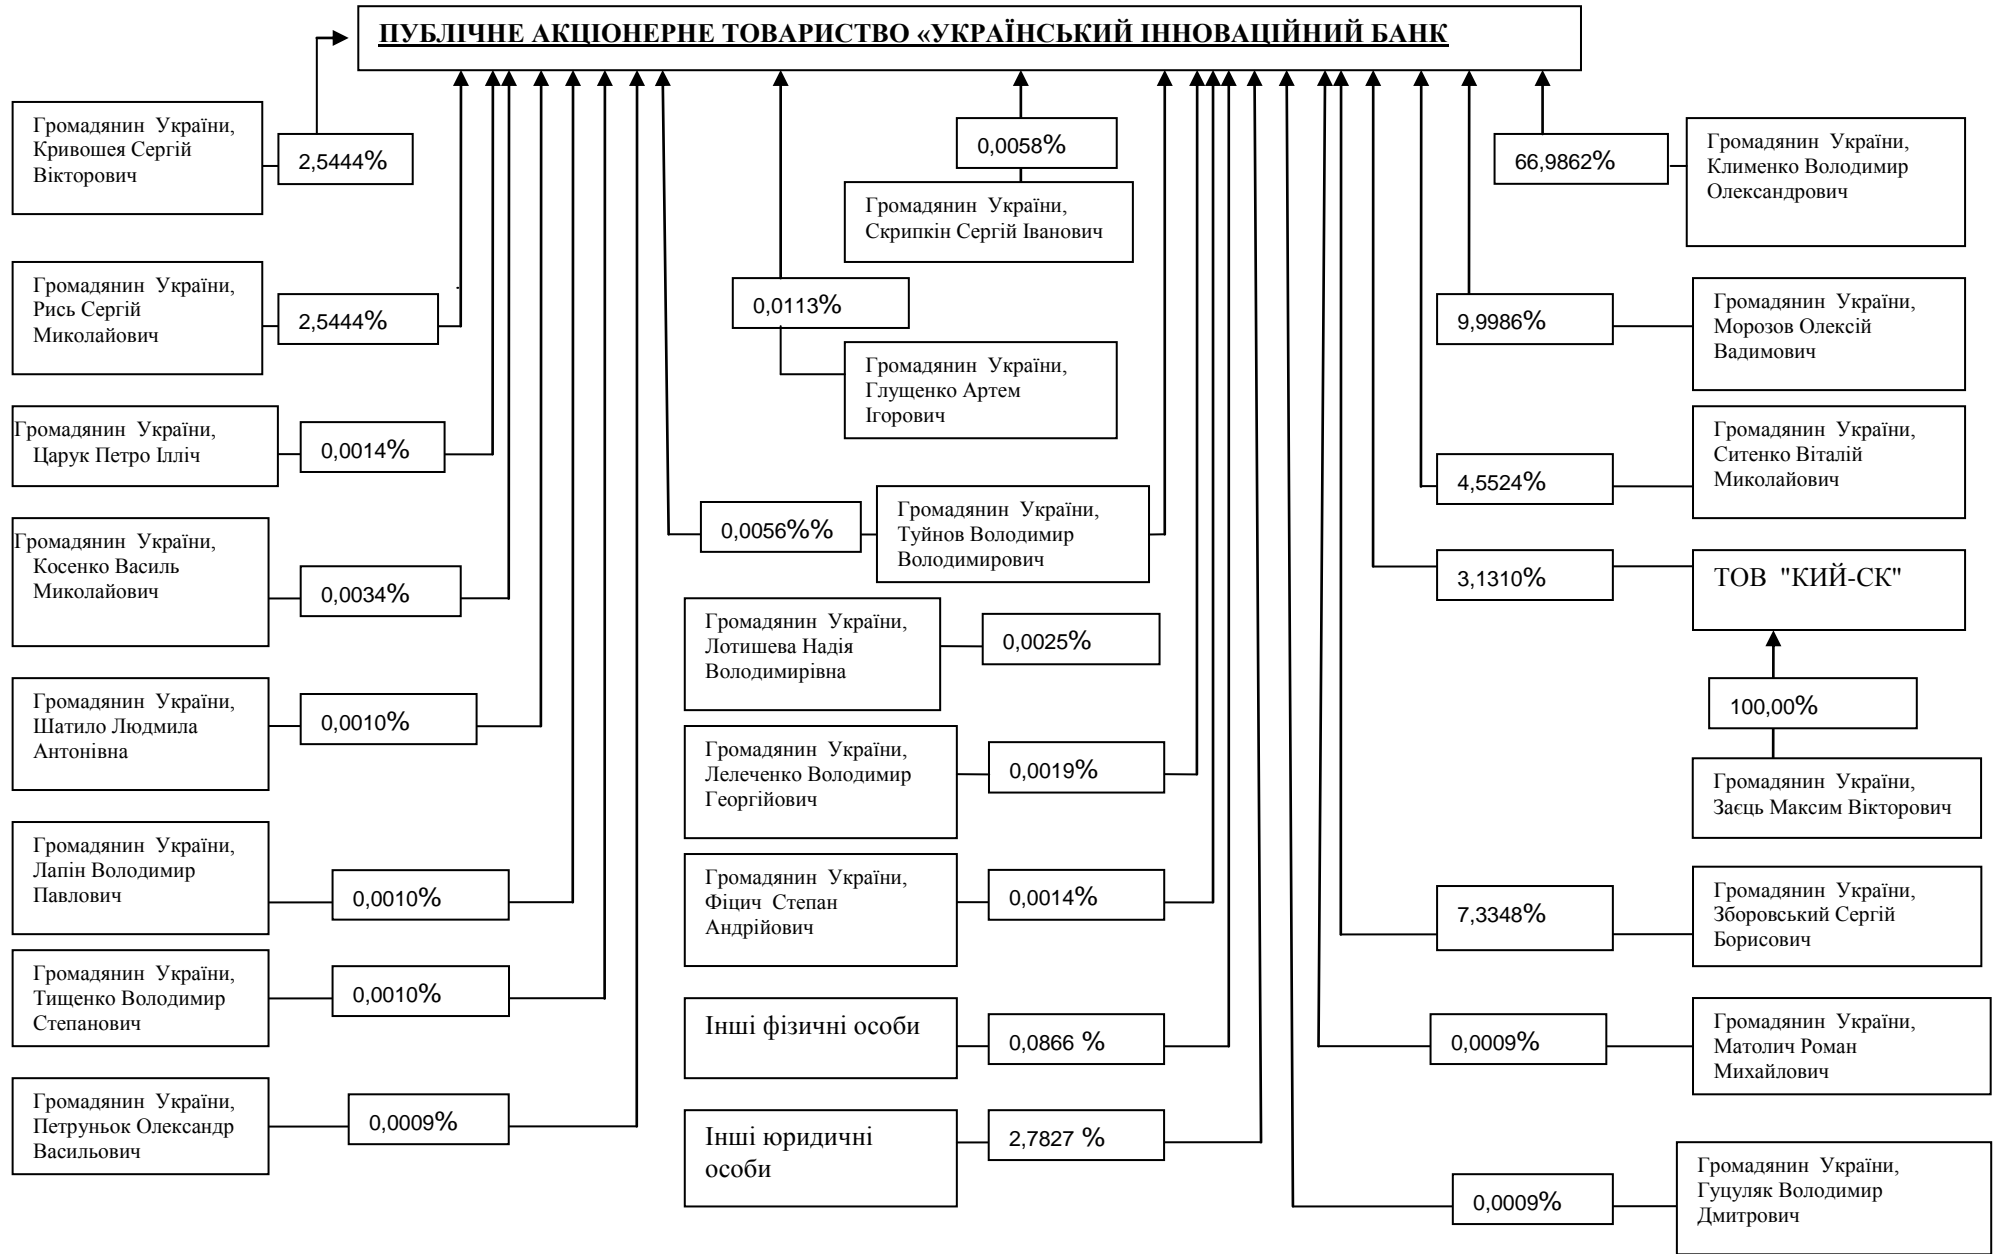 ПУБЛІЧНЕ АКЦІОНЕРНЕ ТОВАРИСТВО «УКРАЇНСЬКИЙ ІННОВАЦІЙНИЙ БАНК
Громадянин України,
Кривошея Сергій
Вікторович
2,5444%
Громадянин України,
Рись Сергій
Миколайович
2,5444%
Громадянин України,
Царук Петро Ілліч
0,0014%
Громадянин України,
Косенко Василь
Миколайович
0,0034%
Громадянин України,
Шатило Людмила
Антонівна
0,0010%
Громадянин України,
Лапін Володимир
Павлович
0,0010%
Громадянин України,
Тищенко Володимир
Степанович
0,0010%
Громадянин України,
Петруньок Олександр
Васильович
0,0009%
0,0058%
Громадянин України,
Скрипкін Сергій Іванович
0,0113%
Громадянин України,
Глущенко Артем
Ігорович
0,0056%%
Громадянин України,
Туйнов Володимир
Володимирович
Громадянин України,
Лотишева Надія
Володимирівна
0,0025%
Громадянин України,
Лелеченко Володимир
Георгійович
0,0019%
Громадянин України,
Фіцич Степан
Андрійович
0,0014%
Інші фізичні особи
0,0866 %
Інші юридичні
особи
2,7827 %
66,9862%
Громадянин України,
Клименко Володимир
Олександрович
9,9986%
Громадянин України,
Морозов Олексій
Вадимович
4,5524%
Громадянин України,
Ситенко Віталій
Миколайович
3,1310%
ТОВ "КИЙ-СК"
100,00%
Громадянин України,
Заєць Максим Вікторович
7,3348%
Громадянин України,
Зборовський Сергій
Борисович
0,0009%
Громадянин України,
Матолич Роман
Михайлович
0,0009%
Громадянин України,
Гуцуляк Володимир
Дмитрович